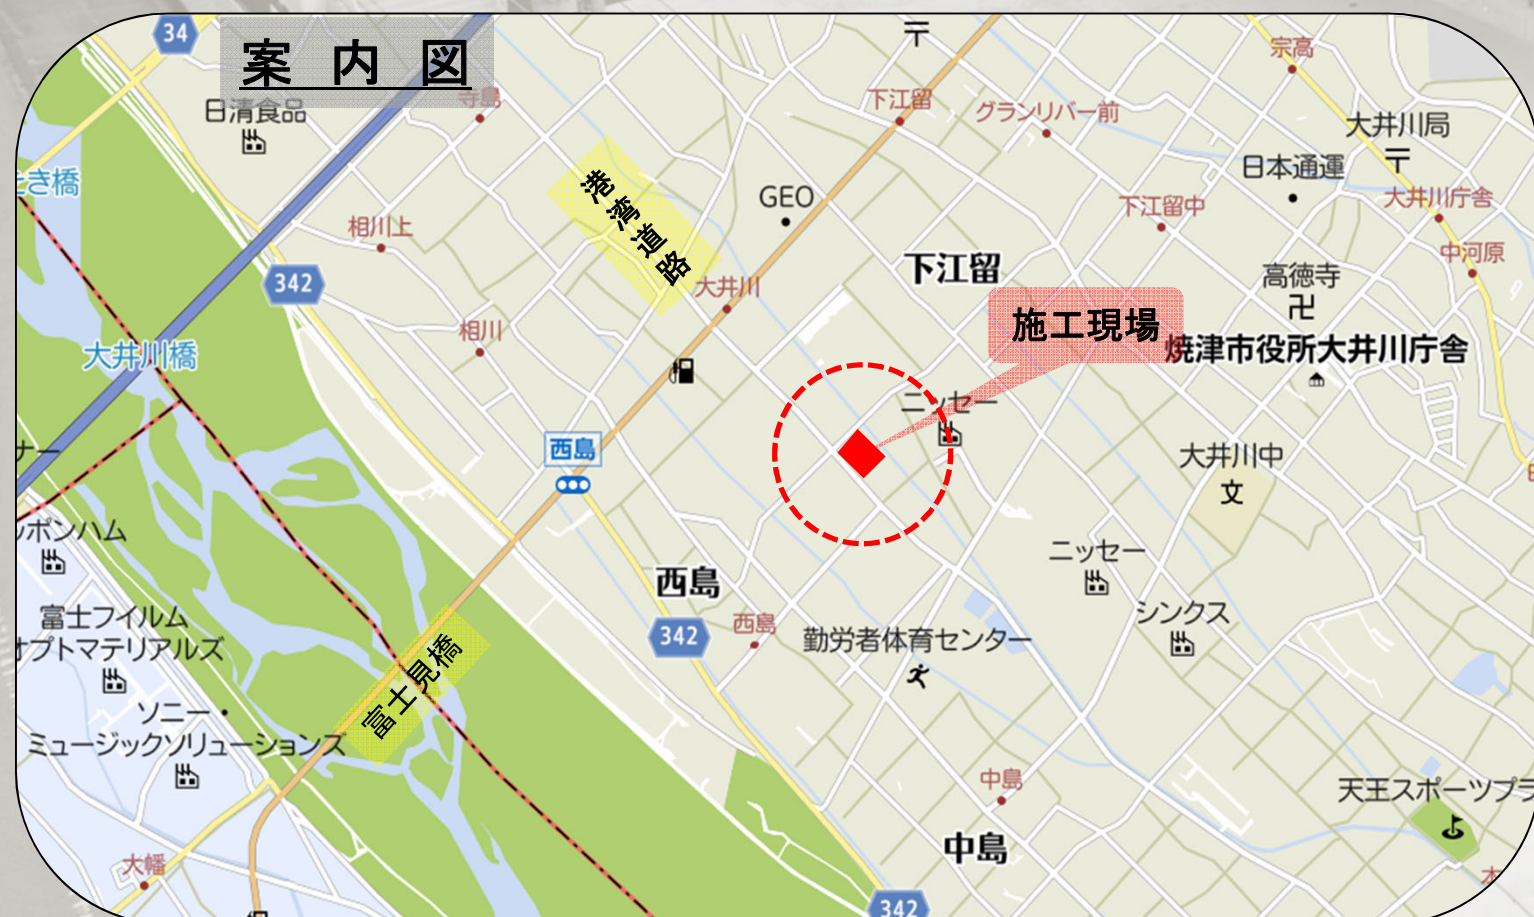 34
案 内 図
日清食品
寺島
下江留
グランリバー前
宗高
大井川局
日本通運
とき橋
港湾道路
GEO
相川上
下江留中
大井川庁舎
中河原
342
大井川
下江留
高徳寺
施工現場
相川
焼津市役所大井川庁舎
大井川橋
ニッセー
西島
ナー
大井川中
文
ッポンハム
ニッセー
西島
富士フイルム
オプトマテリアルズ
342
西島
勤労者体育センター
シンクス
富士見橋
ソニー・
ミュージックソリューションズ
中島
天王スポーツプラ
中島
大幡
本
342